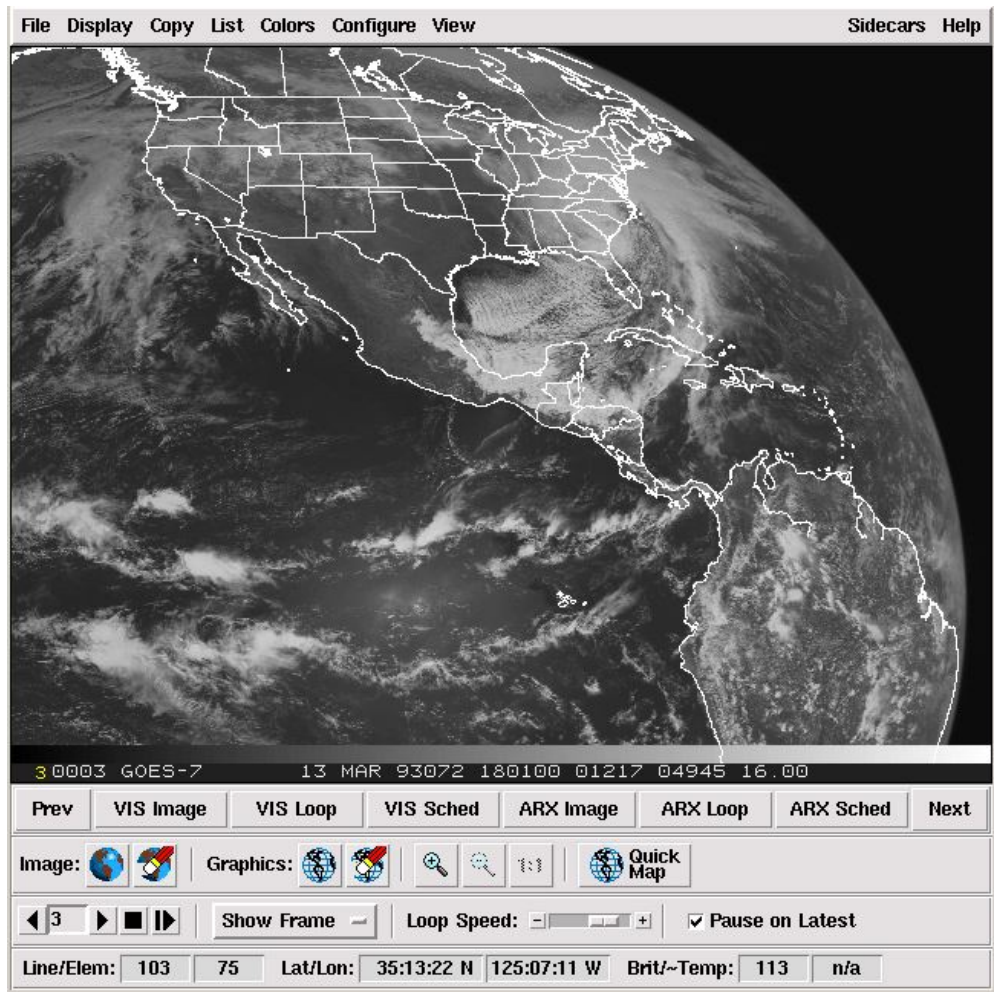 File Display Copy List Colors Configure View Sidecars Help
3 0003 GOES-7 13 MAR 93072 180100 01217 04945 16.00
Prev VIS Image VIS Loop VIS Sched ARX Image ARX Loop ARX Sched Next
Image: Graphics: 1:1 Quick
Map
3 Show Frame Loop Speed: - + Pause on Latest
Line/Elem: 103 75 Lat/Lon: 35:13:22 N 125:07:11 W Brit/~Temp: 113 n/a